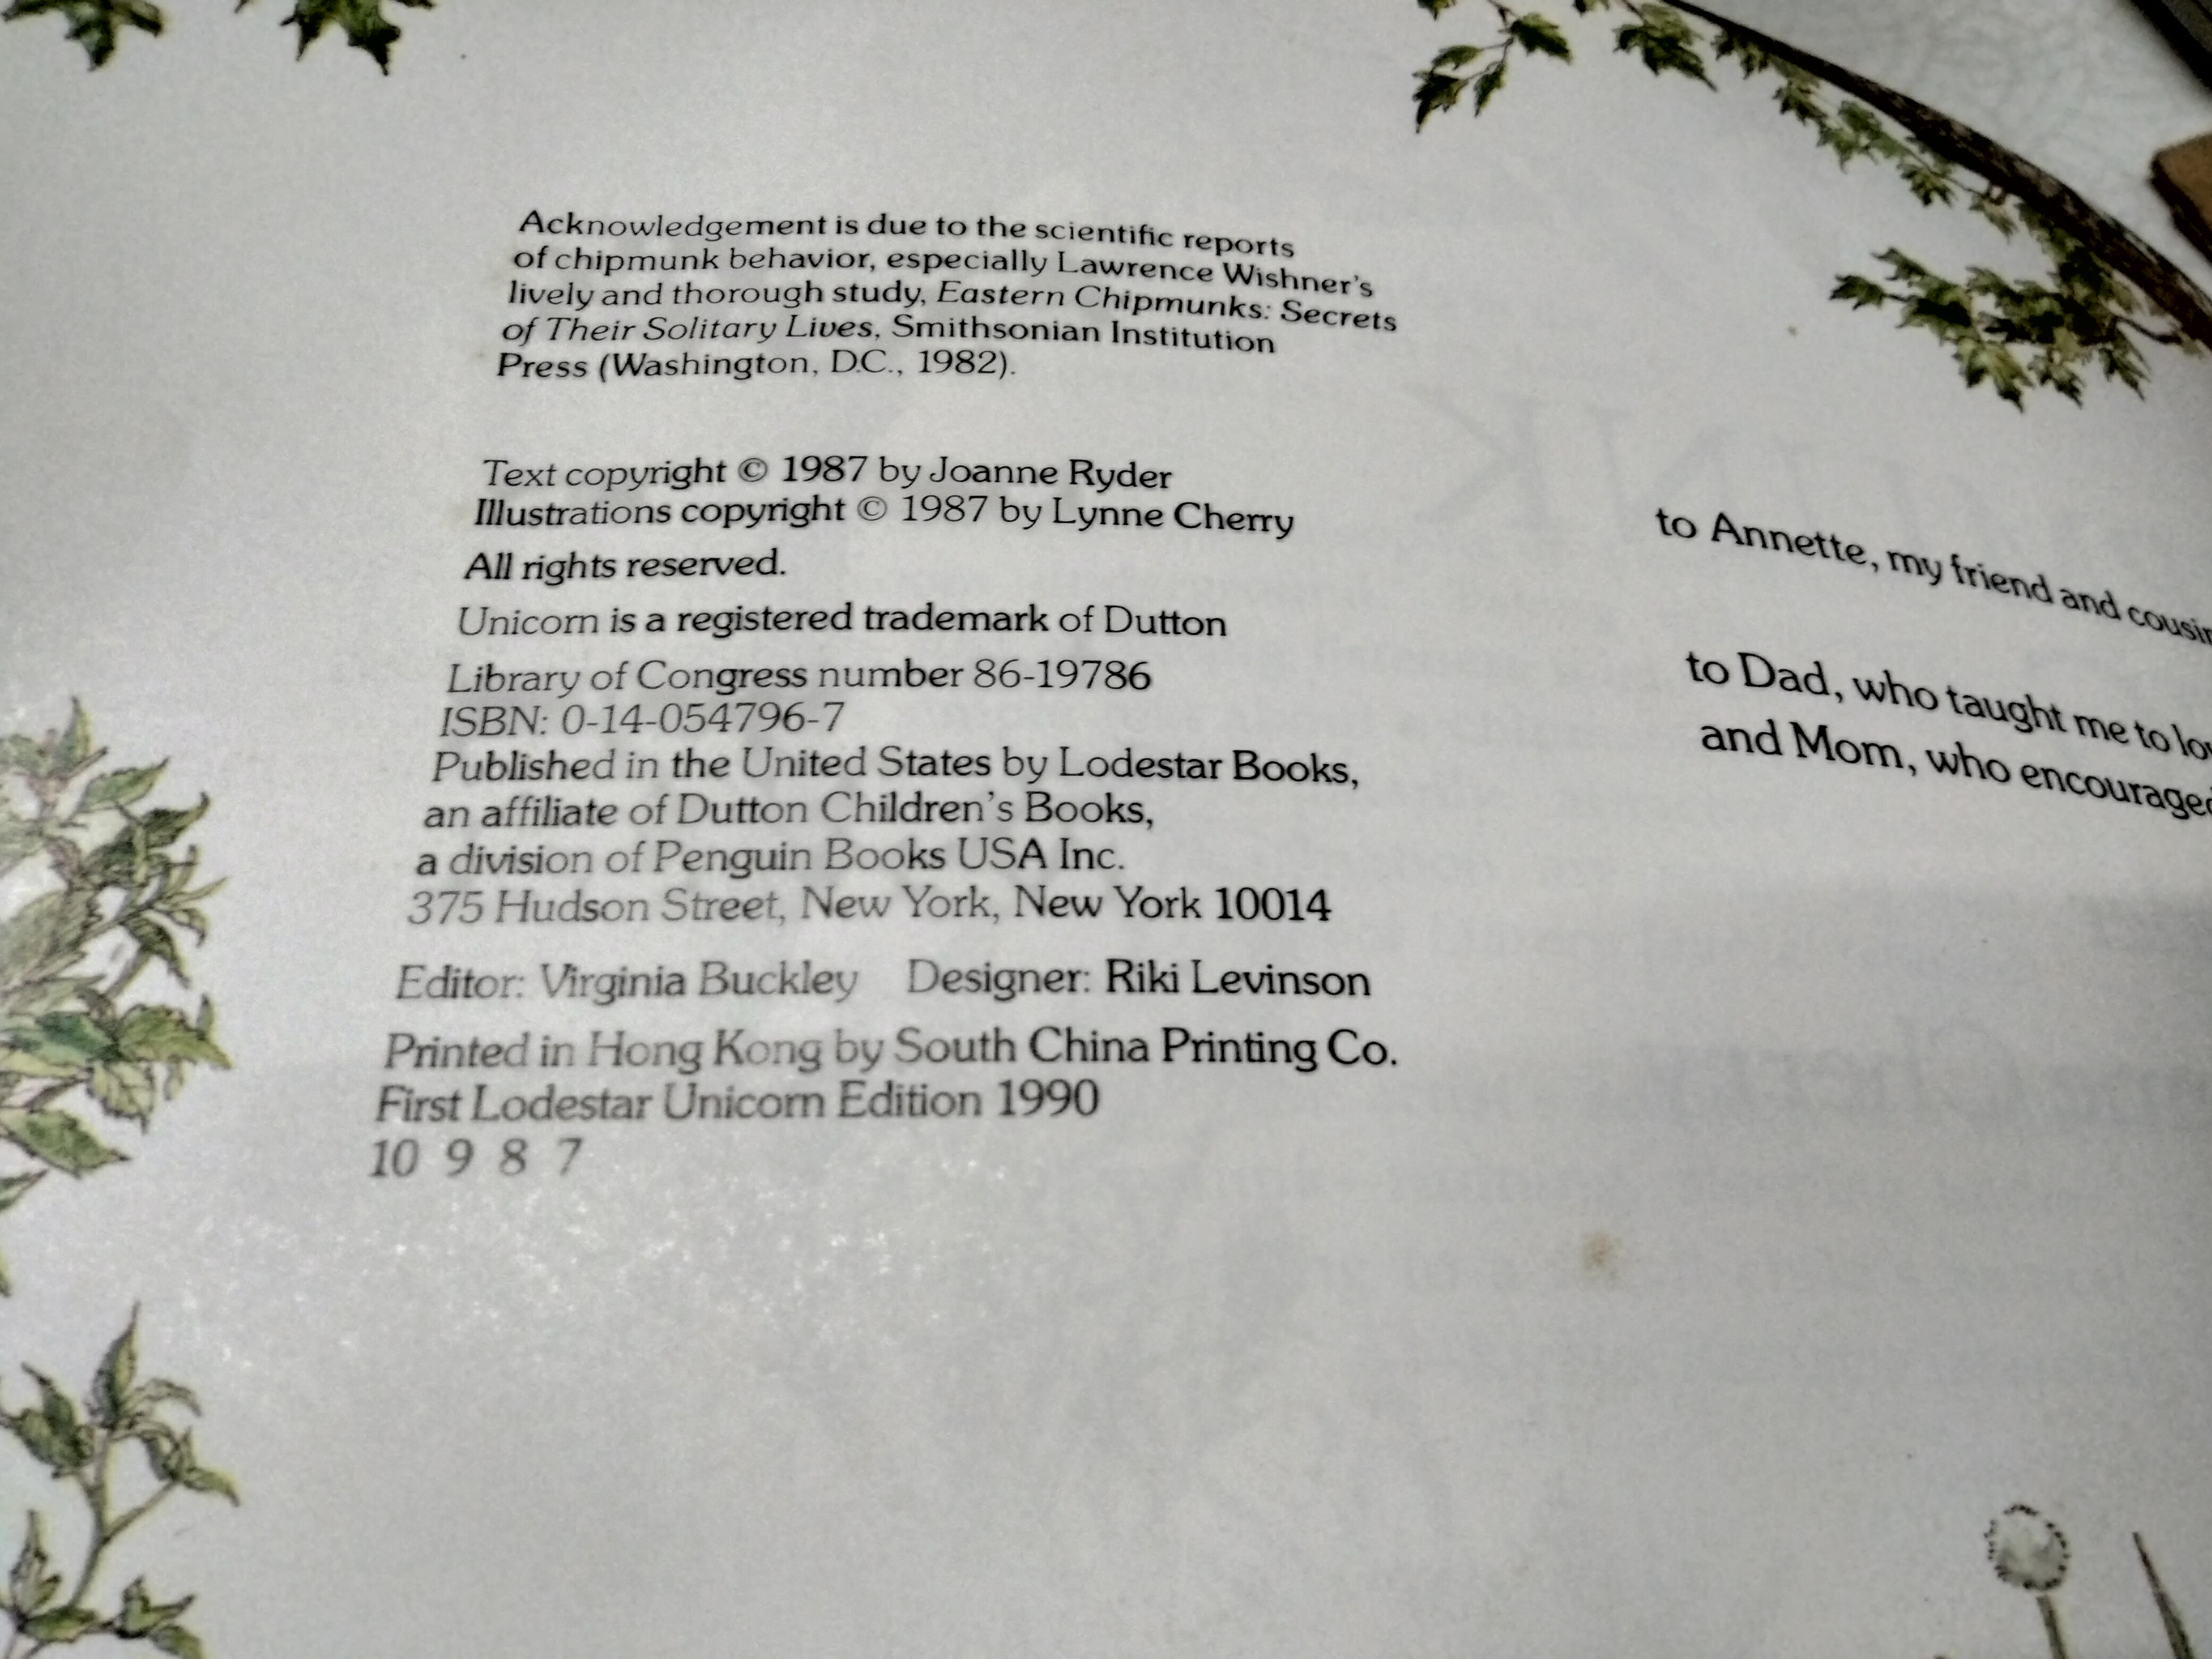 Acknowledgement is due to the scientific reports
of chipmunk behavior, especially Lawrence Wishner's
lively and thorough study, Eastern Chipmunks: Secrets
of Their Solitary Lives, Smithsonian Institution
Press (Washington, D.C., 1982).
Text copyright © 1987 by Joanne Ryder
Illustrations copyright © 1987 by Lynne Cherry
All rights reserved.
Unicorn is a registered trademark of Dutton
Library of Congress number 86-19786
ISBN: 0-14-054796-7
Published in the United States by Lodestar Books,
an affiliate of Dutton Children's Books,
a division of Penguin Books USA Inc.
375 Hudson Street, New York, New York 10014
Editor: Virginia Buckley Designer: Riki Levinson
Printed in Hong Kong by South China Printing Co.
First Lodestar Unicorn Edition 1990
10 9 8 7
to Annette, my friend and
to Dad, who taught me to
and Mom, who encouraged